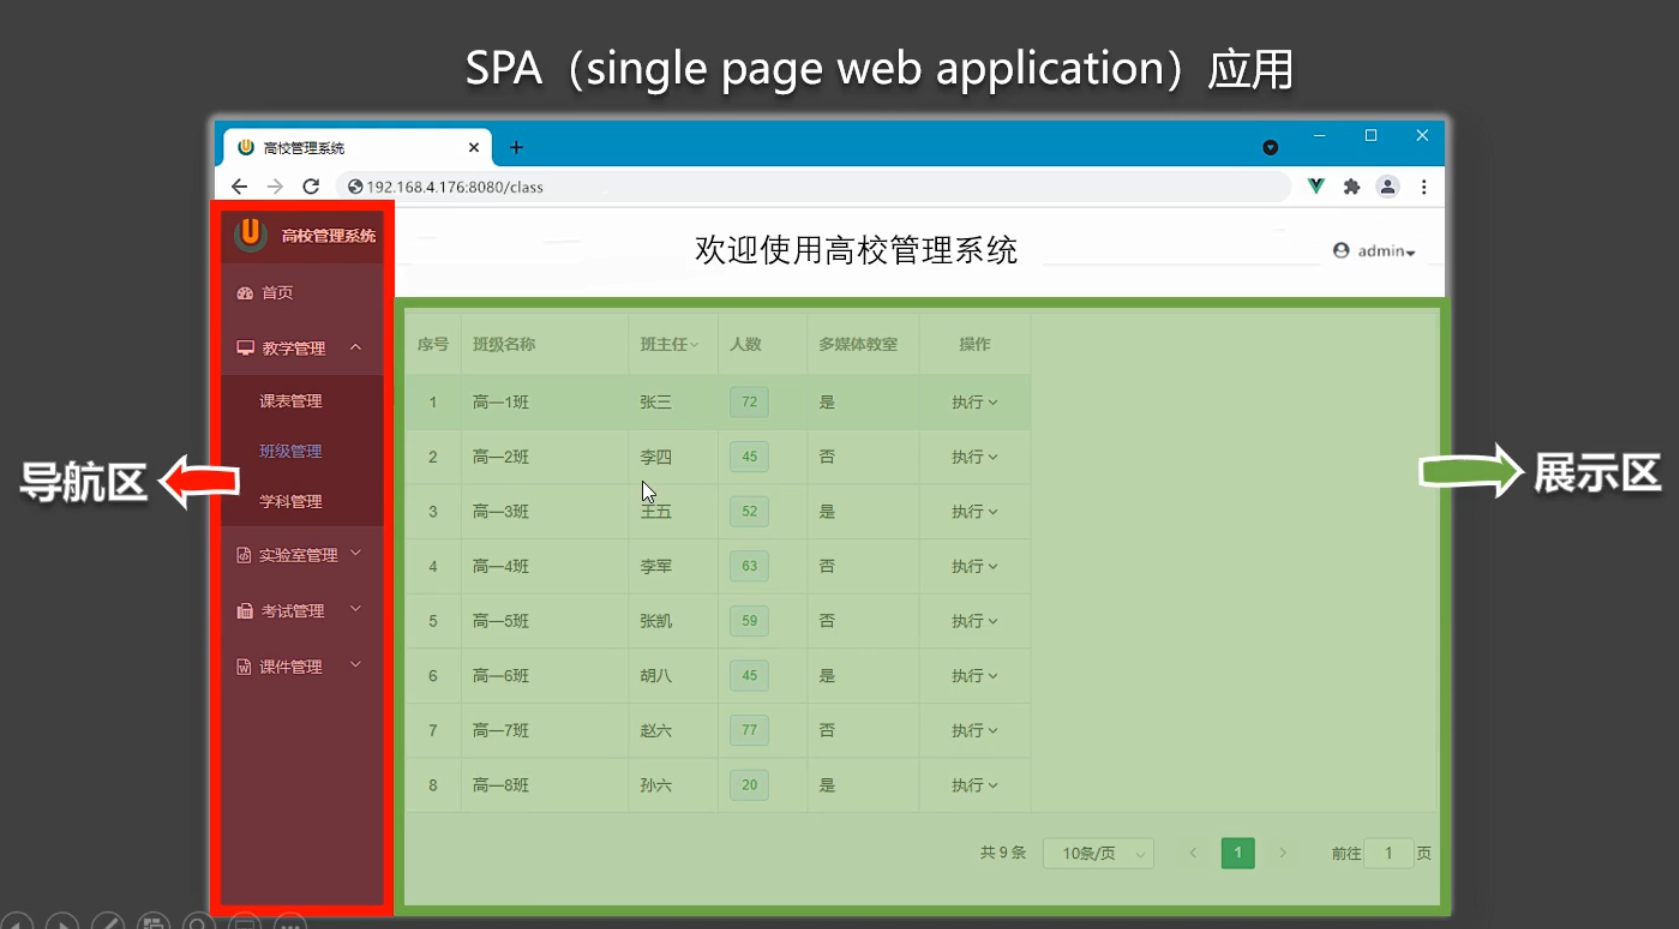 SPA（single page web application）应用
高校管理系统
192.168.4.176:8080/class
高校管理系统
欢迎使用高校管理系统
admin
首页
教学管理
课表管理
班级管理
学科管理
实验室管理
考试管理
课件管理
导航区
序号 班级名称 班主任 人数 多媒体教室 操作
1 高一1班 张三 72 是 执行
2 高一2班 李四 45 否 执行
3 高一3班 王五 52 是 执行
4 高一4班 李军 63 否 执行
5 高一5班 张凯 59 否 执行
6 高一6班 胡八 45 是 执行
7 高一7班 赵六 77 否 执行
8 高一8班 孙六 20 是 执行
共 9 条 10条/页 1 前往 1 页
展示区